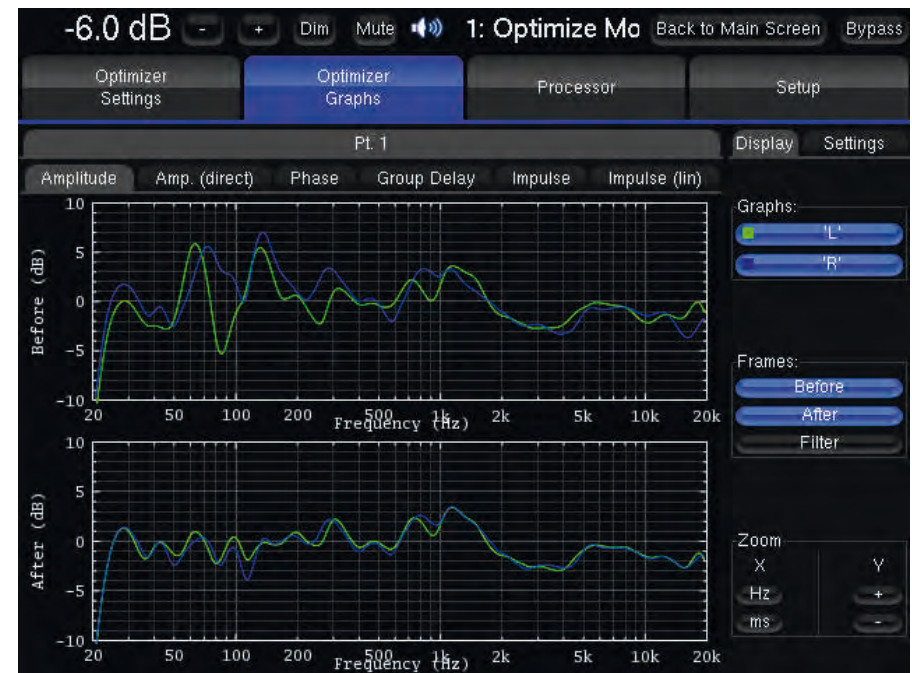 -6.0 dB - + Dim Mute 1: Optimize Mo Back to Main Screen Bypass
Optimizer Settings
Optimizer Graphs
Processor
Setup
Pt. 1
Display Settings
Amplitude Amp. (direct) Phase Group Delay Impulse Impulse (lin)
Graphs:
'L'
'R'
Frames:
Before
After
Filter
Zoom
X Y
Hz +
ms -
Before (dB)
10
5
0
-5
-10
20 50 100 200 500 1k 2k 5k 10k 20k
Frequency (Hz)
After (dB)
10
5
0
-5
-10
20 50 100 200 500 1k 2k 5k 10k 20k
Frequency (Hz)